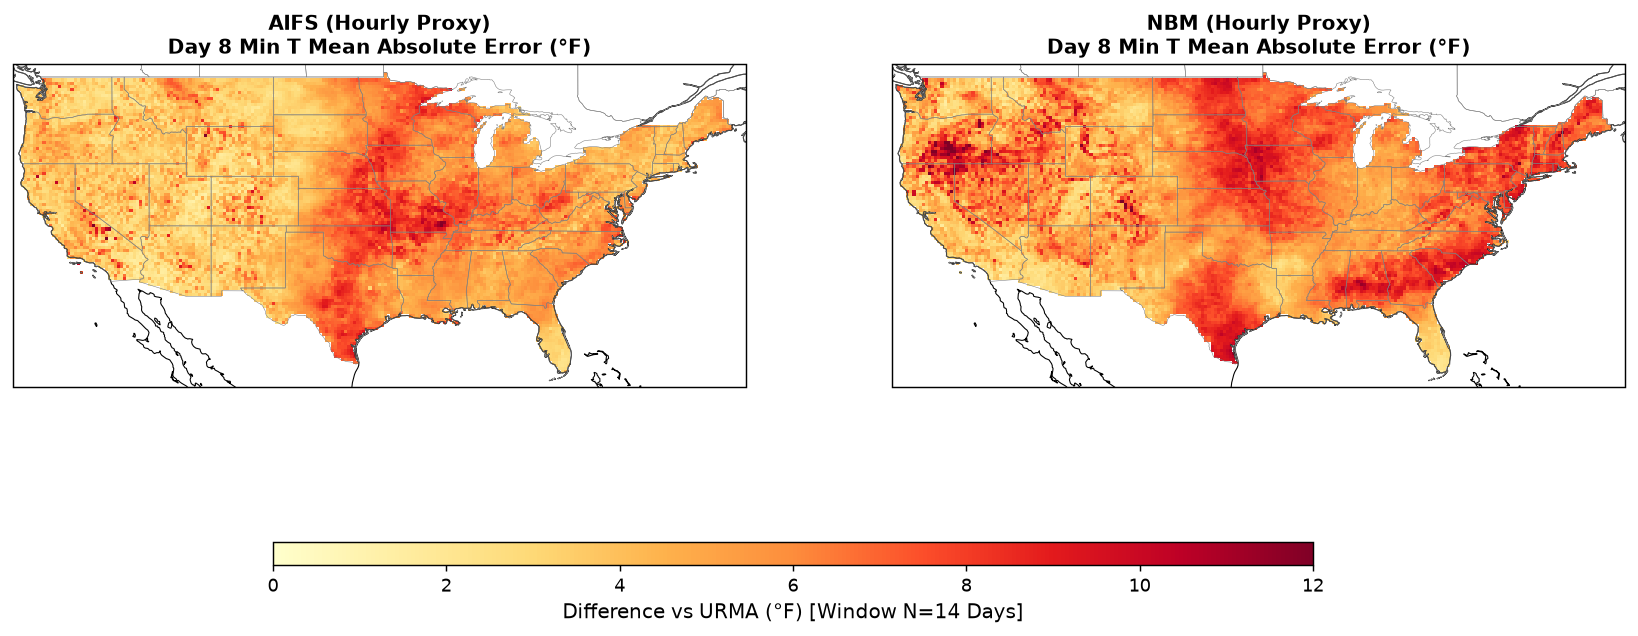 AIFS (Hourly Proxy)
Day 8 Min T Mean Absolute Error (°F)
NBM (Hourly Proxy)
Day 8 Min T Mean Absolute Error (°F)
0 2 4 6 8 10 12
Difference vs URMA (°F) [Window N=14 Days]